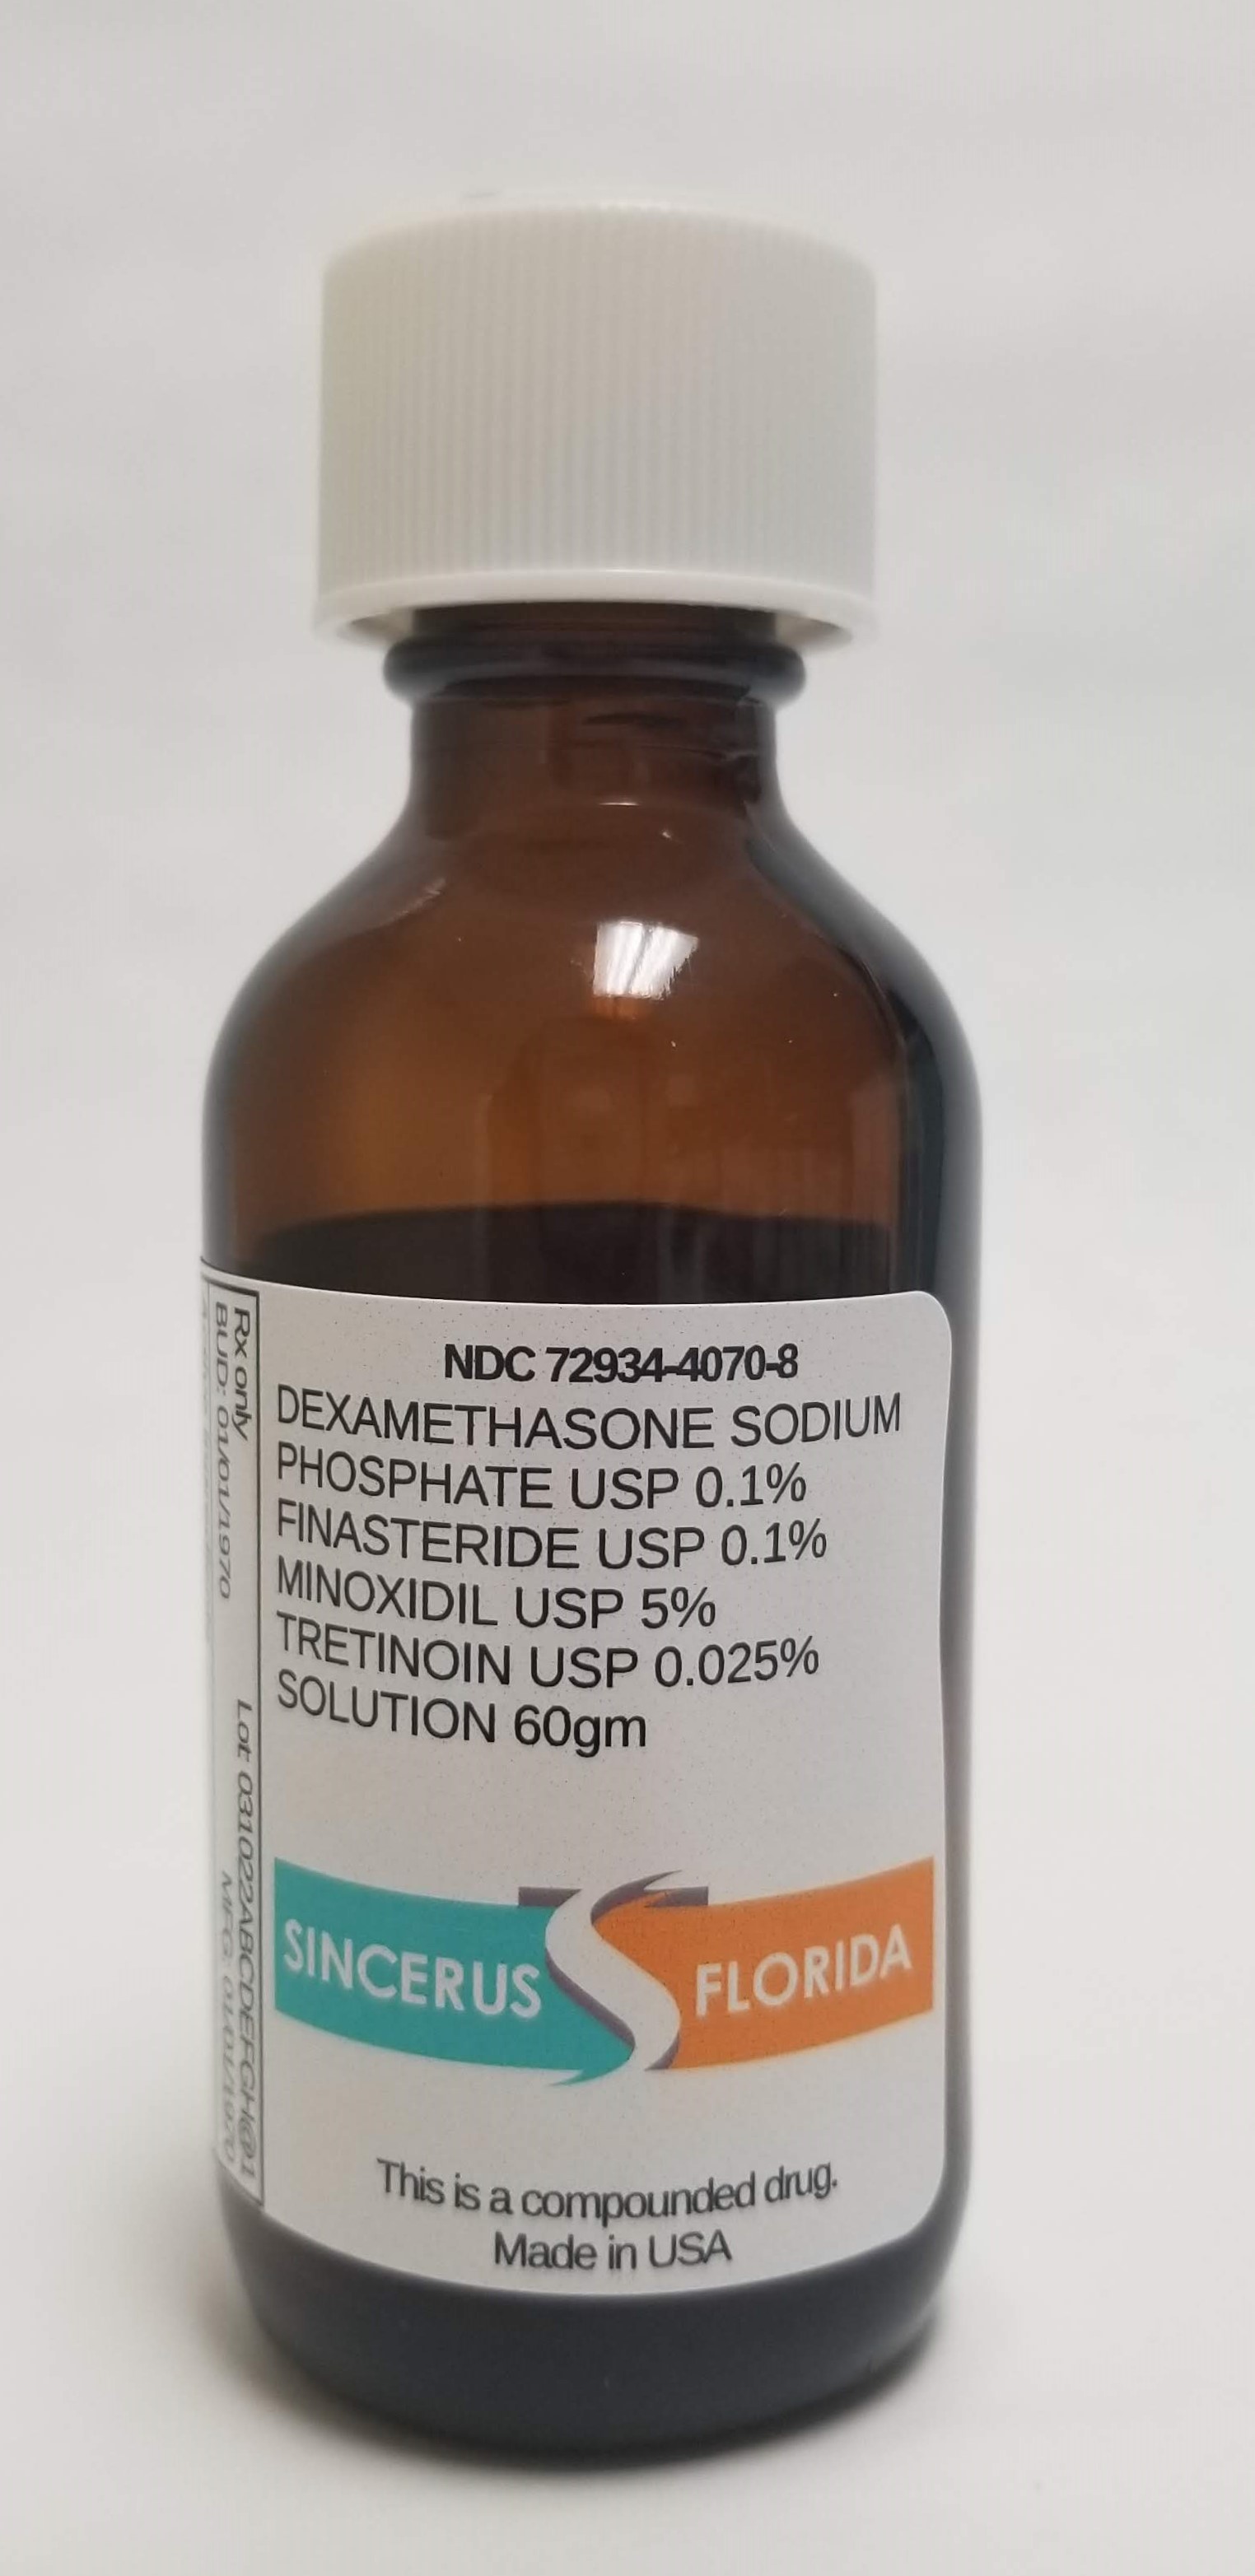 NDC 72934-4070-8
DEXAMETHASONE SODIUM
PHOSPHATE USP 0.1%
FINASTERIDE USP 0.1%
MINOXIDIL USP 5%
TRETINOIN USP 0.025%
SOLUTION 60gm
SINCERUS FLORIDA
This is a compounded drug.
Made in USA
Rx only Lot: 031022ABCDEFGH@1
BUD: 01/01/1970 MFG: 01/01/1970